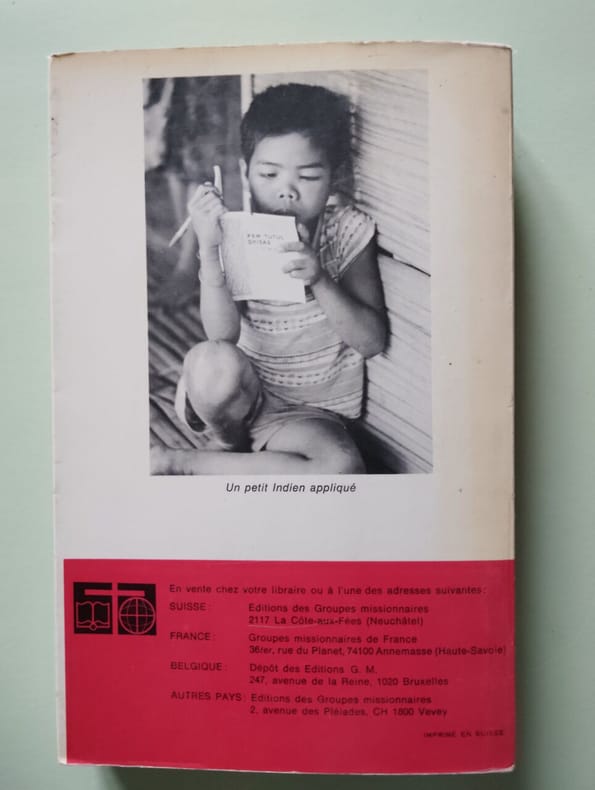 PEM TUTUL
DHISAS
Un petit Indien appliqué
En vente chez votre libraire ou à l'une des adresses suivantes:
SUISSE: Editions des Groupes missionnaires
2117 La Côte-aux-Fées (Neuchâtel)
FRANCE: Groupes missionnaires de France
36ter, rue du Planet, 74100 Annemasse (Haute-Savoie)
BELGIQUE: Dépôt des Editions G. M.
247, avenue de la Reine, 1020 Bruxelles
AUTRES PAYS: Editions des Groupes missionnaires
2, avenue des Pléiades, CH 1800 Vevey
IMPRIMÉ EN SUISSE